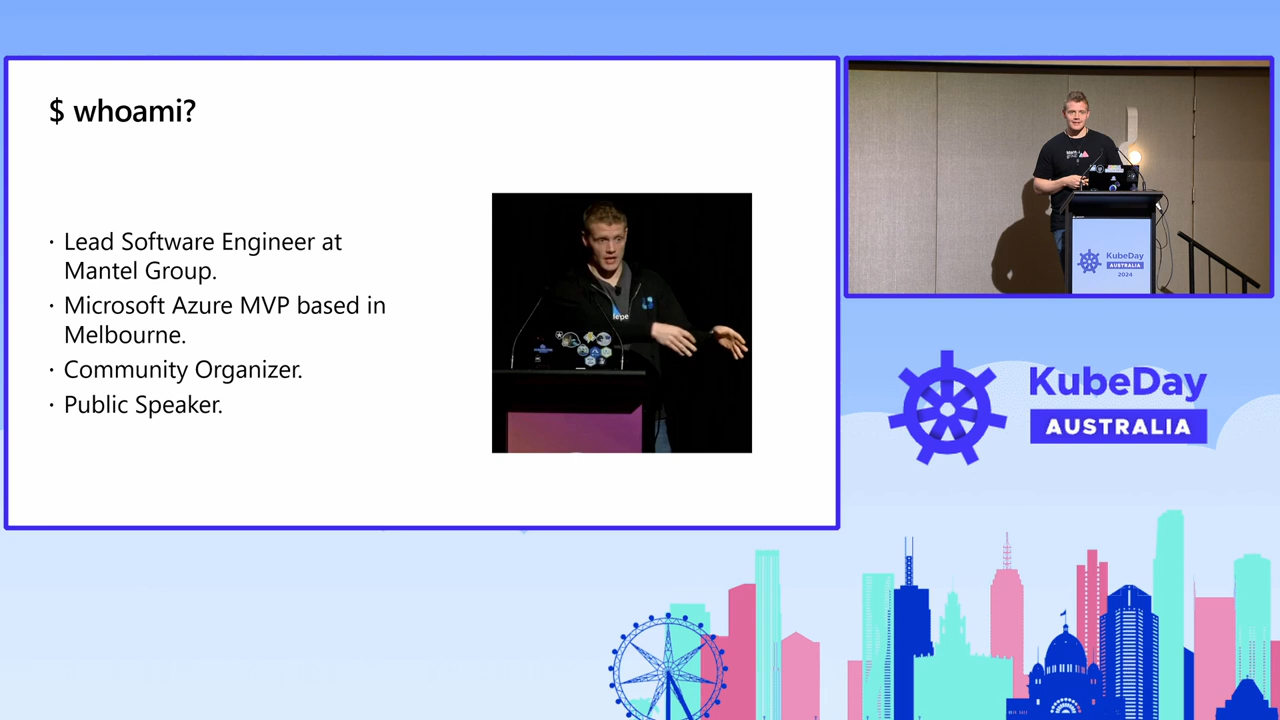 $ whoami?
· Lead Software Engineer at
Mantel Group.
· Microsoft Azure MVP based in
Melbourne.
· Community Organizer.
· Public Speaker.
KubeDay
AUSTRALIA
2024
KubeDay
AUSTRALIA